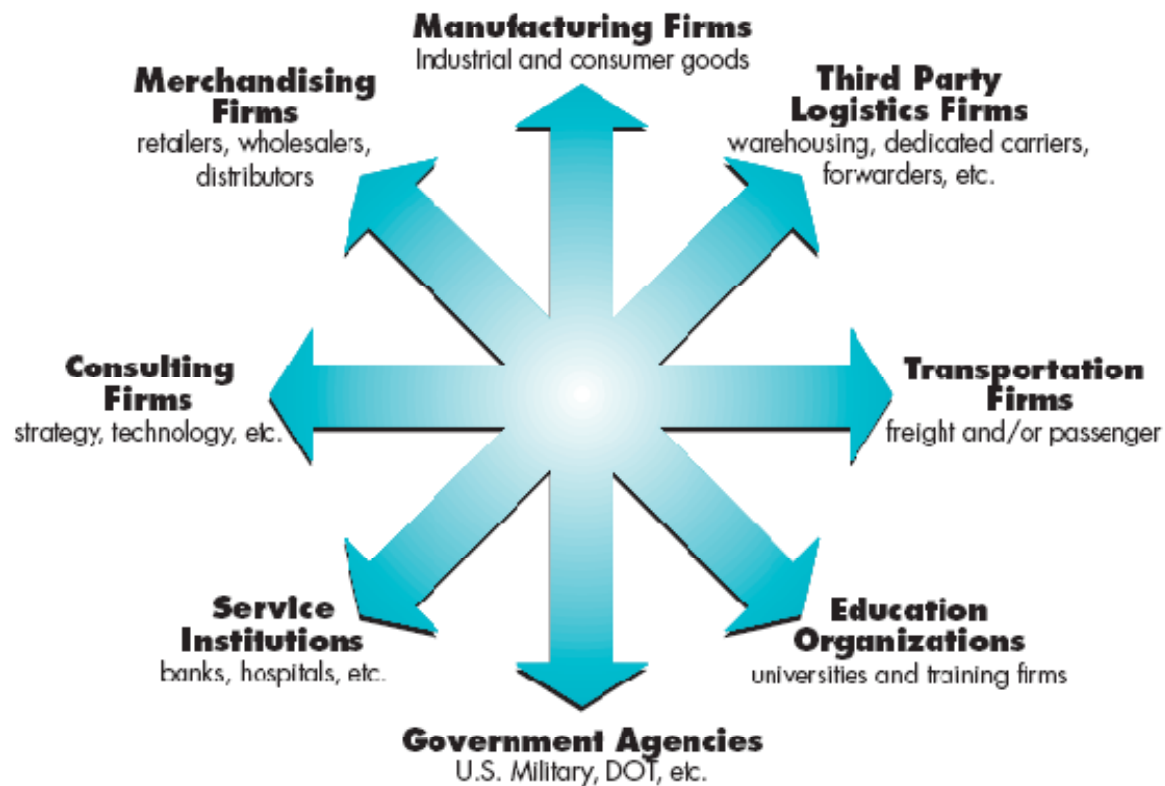 Manufacturing Firms
Industrial and consumer goods
Merchandising
Firms
retailers, wholesalers,
distributors
Third Party
Logistics Firms
warehousing, dedicated carriers,
forwarders, etc.
Consulting
Firms
strategy, technology, etc.
Transportation
Firms
freight and/or passenger
Service
Institutions
banks, hospitals, etc.
Education
Organizations
universities and training firms
Government Agencies
U.S. Military, DOT, etc.